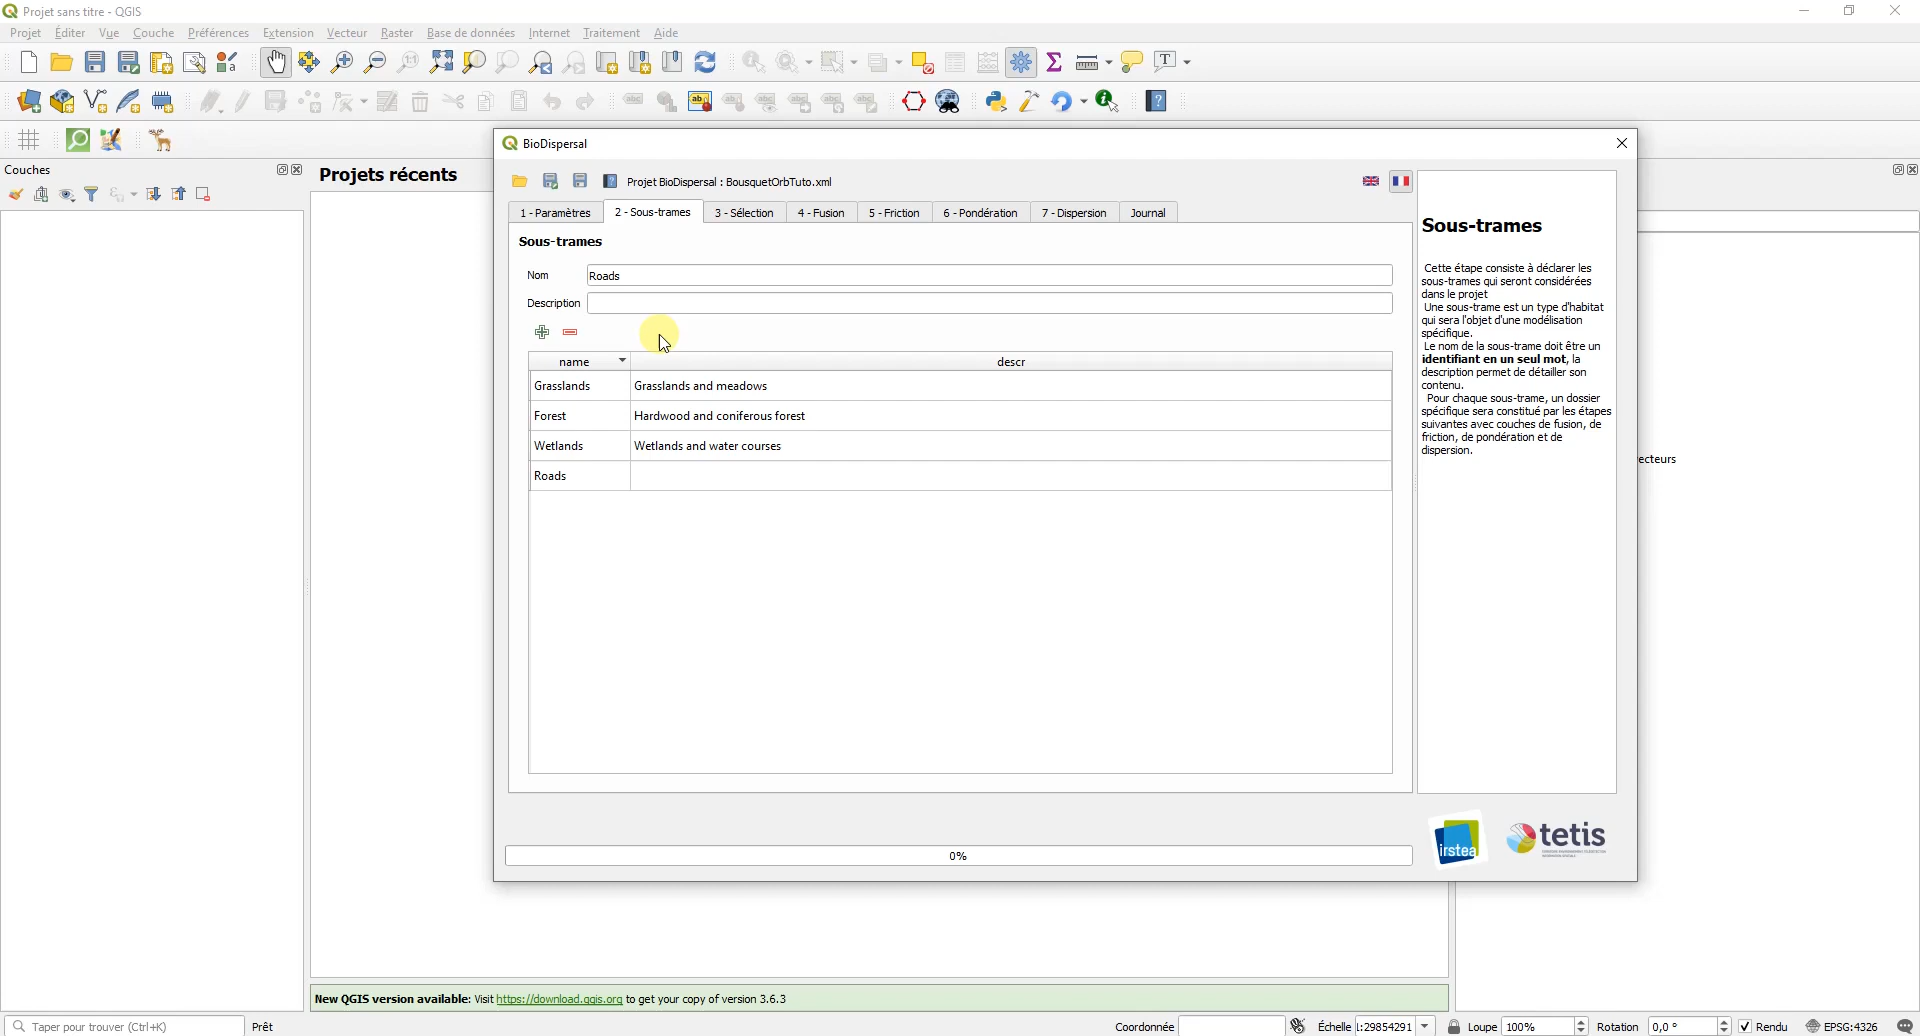 Projet sans titre - QGIS
Projet Éditer Vue Couche Préférences Extension Vecteur Raster Base de données Internet Traitement Aide
Couches
Projets récents
BioDispersal
Projet BioDispersal : BousquetOrbTuto.xml
1 - Paramètres 2 - Sous-trames 3 - Sélection 4 - Fusion 5 - Friction 6 - Pondération 7 - Dispersion Journal
Sous-trames
Nom Roads
Description
name descr
Grasslands Grasslands and meadows
Forest Hardwood and coniferous forest
Wetlands Wetlands and water courses
Roads
0%
Sous-trames
Cette étape consiste à déclarer les
sous-trames qui seront considérées
dans le projet
Une sous-trame est un type d'habitat
qui sera l'objet d'une modélisation
spécifique.
Le nom de la sous-trame doit être un
identifiant en un seul mot, la
description permet de détailler son
contenu.
Pour chaque sous-trame, un dossier
spécifique sera constitué par les étapes
suivantes avec couches de fusion, de
friction, de pondération et de
dispersion.
irstea
tetis
ecteurs
New QGIS version available: Visit https://download.qgis.org to get your copy of version 3.6.3
Taper pour trouver (Ctrl+K) Prêt Coordonnée Échelle 1:29854291 Loupe 100% Rotation 0,0 ° Rendu EPSG:4326